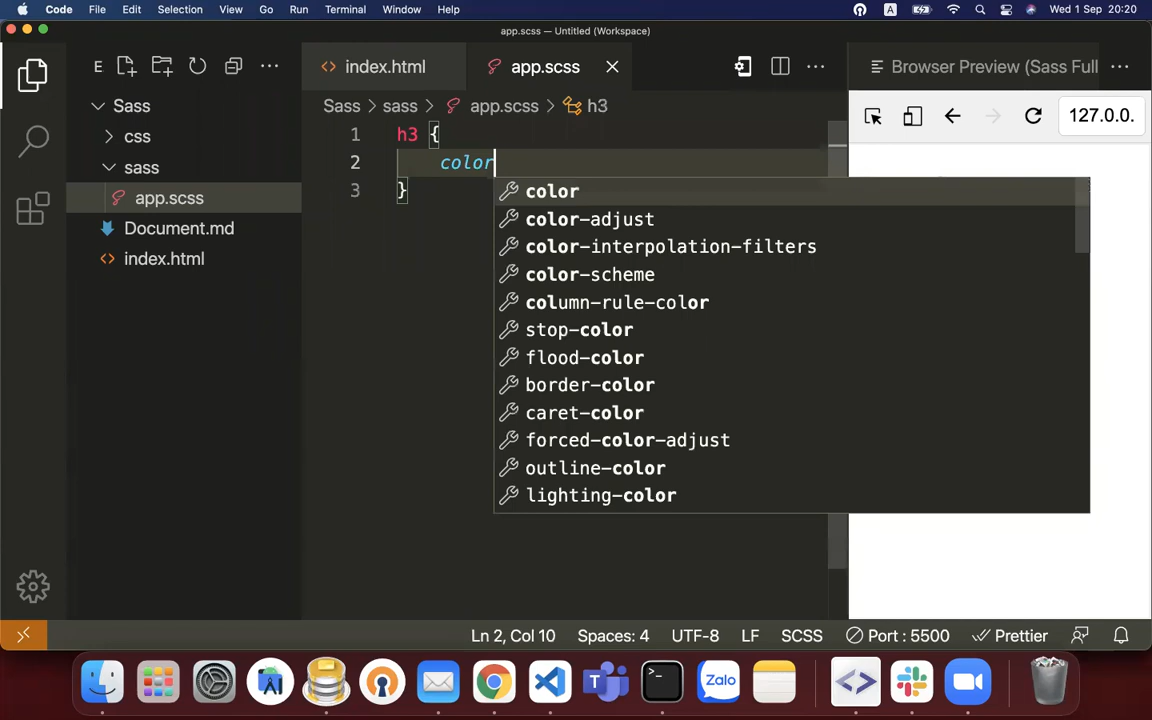 Code File Edit Selection View Go Run Terminal Window Help A Wed 1 Sep 20:20
app.scss — Untitled (Workspace)
E
index.html
app.scss
Browser Preview (Sass Full
Sass
css
sass
app.scss
Document.md
index.html
Sass > sass > app.scss > h3
127.0.0.
1 h3 {
2 color
3 }
color
color-adjust
color-interpolation-filters
color-scheme
column-rule-color
stop-color
flood-color
border-color
caret-color
forced-color-adjust
outline-color
lighting-color
Ln 2, Col 10 Spaces: 4 UTF-8 LF SCSS Port : 5500 Prettier
Zalo